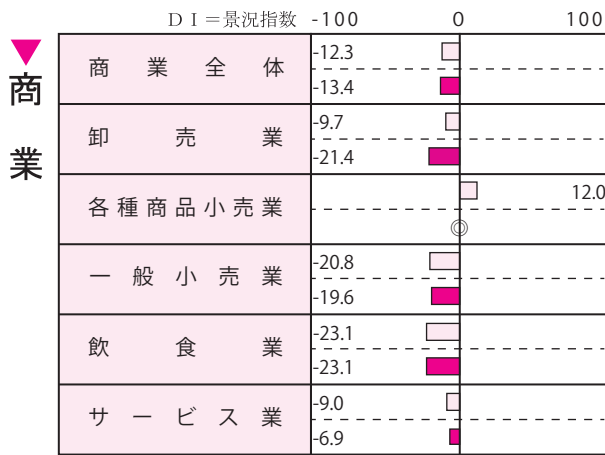 ＤＩ＝景況指数 -100 0 100
▼商業
商業全体 -12.3
-13.4
卸売業 -9.7
-21.4
各種商品小売業 12.0
◎
一般小売業 -20.8
-19.6
飲食業 -23.1
-23.1
サービス業 -9.0
-6.9